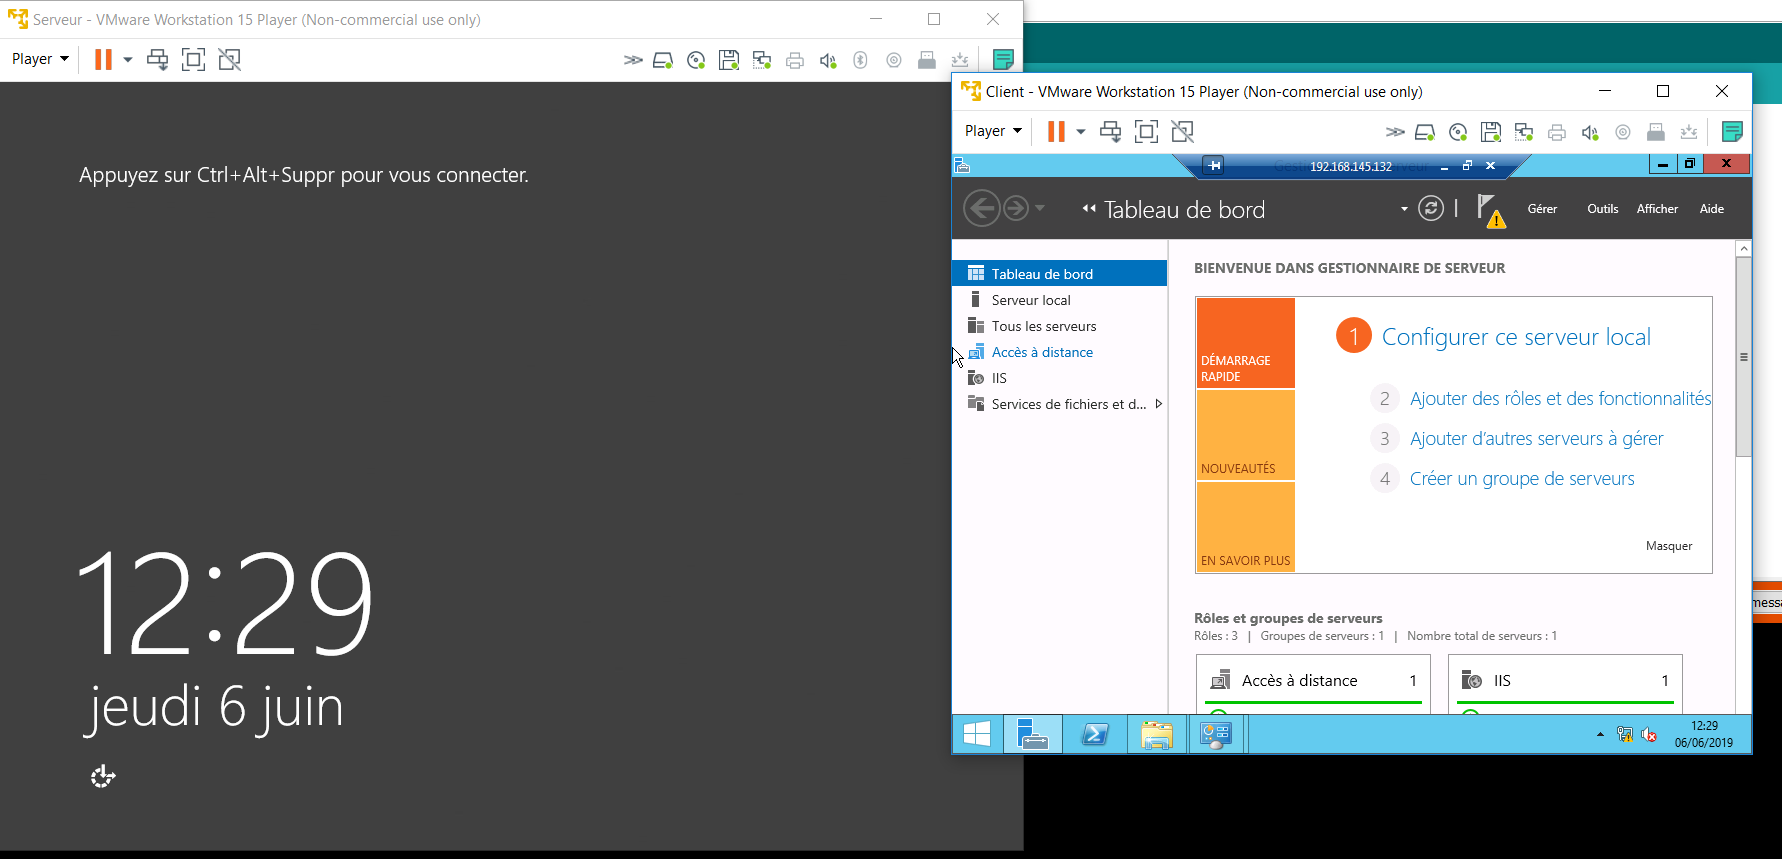 Serveur - VMware Workstation 15 Player (Non-commercial use only)
Player
Appuyez sur Ctrl+Alt+Suppr pour vous connecter.
12:29
jeudi 6 juin
Client - VMware Workstation 15 Player (Non-commercial use only)
Player
192.168.145.132
Tableau de bord
Gérer
Outils
Afficher
Aide
Tableau de bord
Serveur local
Tous les serveurs
Accès à distance
IIS
Services de fichiers et d...
BIENVENUE DANS GESTIONNAIRE DE SERVEUR
DÉMARRAGE
RAPIDE
NOUVEAUTÉS
EN SAVOIR PLUS
1 Configurer ce serveur local
2 Ajouter des rôles et des fonctionnalités
3 Ajouter d'autres serveurs à gérer
4 Créer un groupe de serveurs
Masquer
Rôles et groupes de serveurs
Rôles : 3 | Groupes de serveurs : 1 | Nombre total de serveurs : 1
Accès à distance 1
IIS 1
12:29
06/06/2019